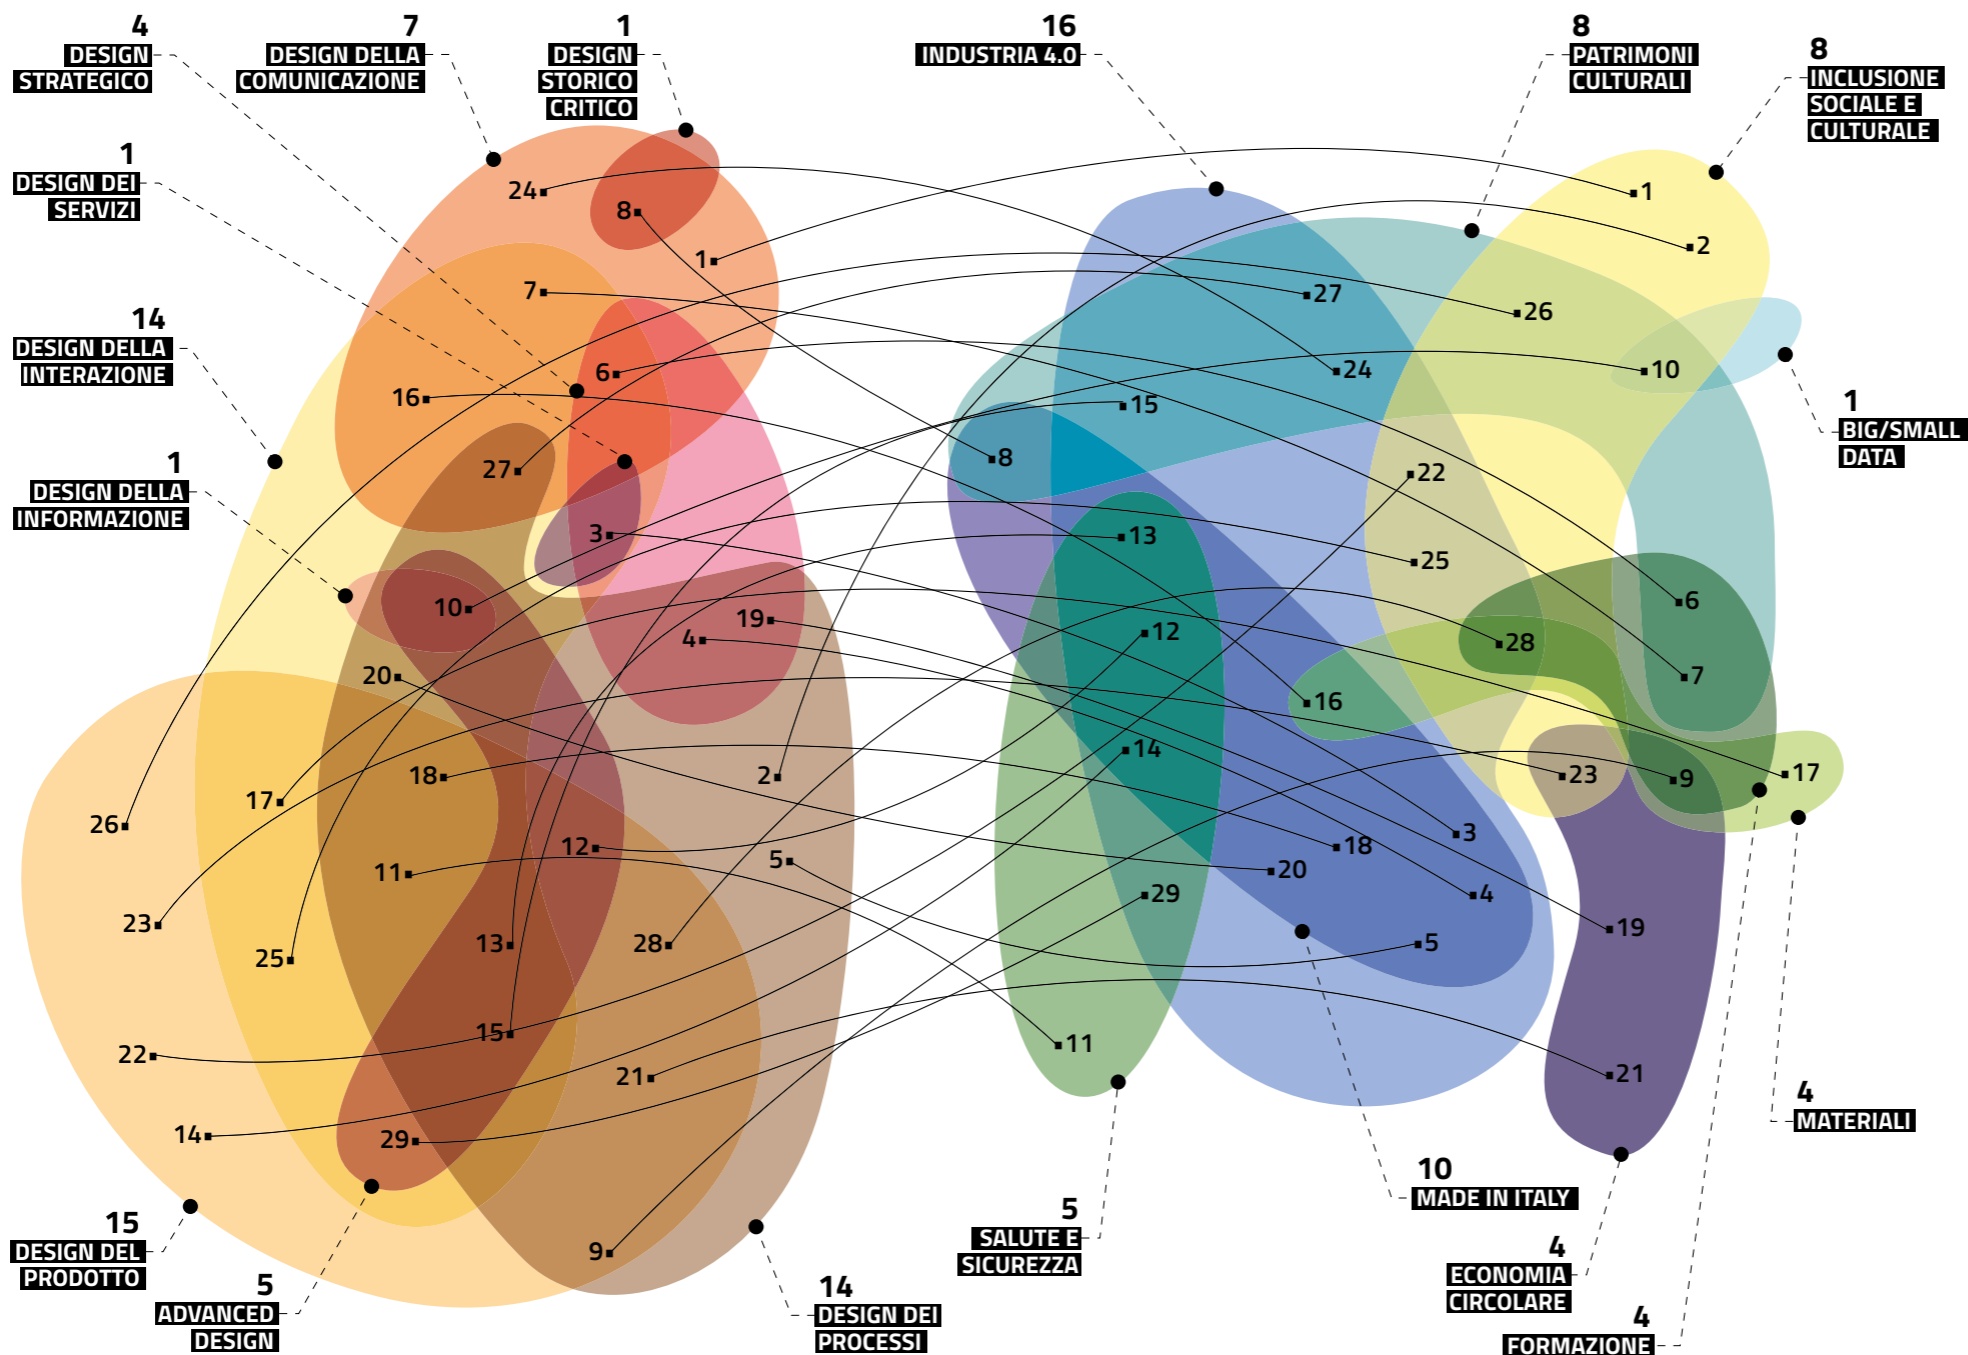 4
DESIGN
STRATEGICO
7
DESIGN DELLA
COMUNICAZIONE
1
DESIGN
STORICO
CRITICO
16
INDUSTRIA 4.0
8
PATRIMONI
CULTURALI
8
INCLUSIONE
SOCIALE E
CULTURALE
1
DESIGN DEI
SERVIZI
14
DESIGN DELLA
INTERAZIONE
1
DESIGN DELLA
INFORMAZIONE
1
BIG/SMALL
DATA
24
8
1
7
6
16
27
3
10
19
4
20
18
2
17
26
12
5
11
23
25
13
28
15
22
21
14
29
9
1
2
27
26
24
10
15
8
22
13
25
6
12
28
7
16
14
23
9
17
3
18
20
4
29
19
5
11
21
15
DESIGN DEL
PRODOTTO
5
ADVANCED
DESIGN
14
DESIGN DEI
PROCESSI
5
SALUTE E
SICUREZZA
10
MADE IN ITALY
4
ECONOMIA
CIRCOLARE
4
FORMAZIONE
4
MATERIALI